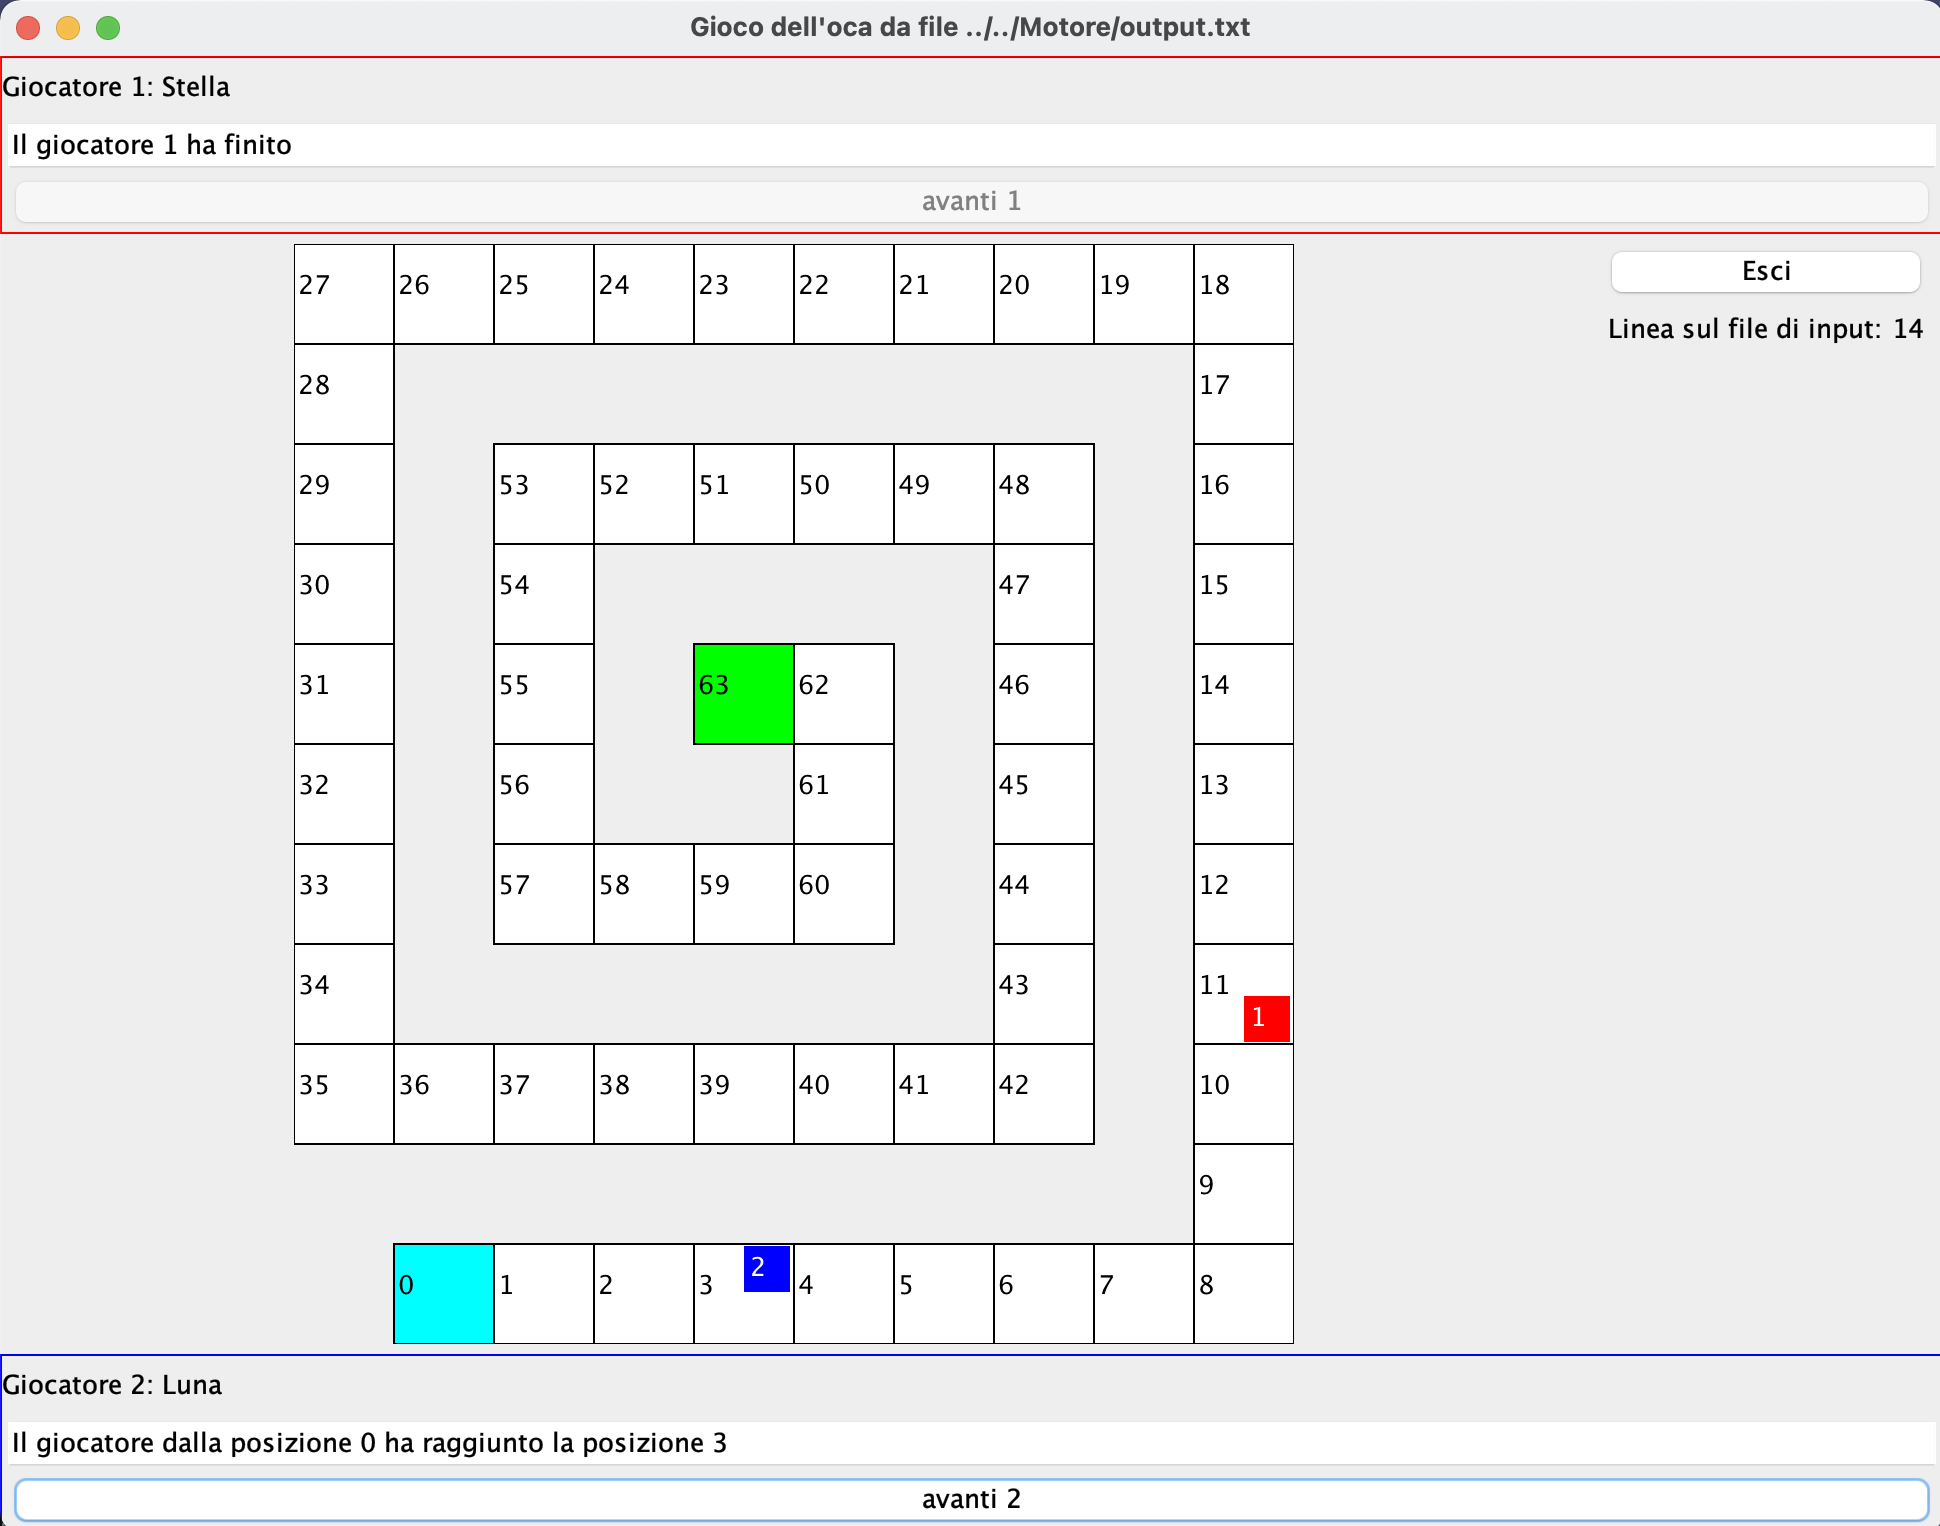 Gioco dell'oca da file ../../Motore/output.txt
Giocatore 1: Stella
Il giocatore 1 ha finito
avanti 1
27 26 25 24 23 22 21 20 19 18
Esci
Linea sul file di input: 14
28 17
29 53 52 51 50 49 48 16
30 54 47 15
31 55 63 62 46 14
32 56 61 45 13
33 57 58 59 60 44 12
34 43 11
1
35 36 37 38 39 40 41 42 10
9
2
0 1 2 3 4 5 6 7 8
Giocatore 2: Luna
Il giocatore dalla posizione 0 ha raggiunto la posizione 3
avanti 2